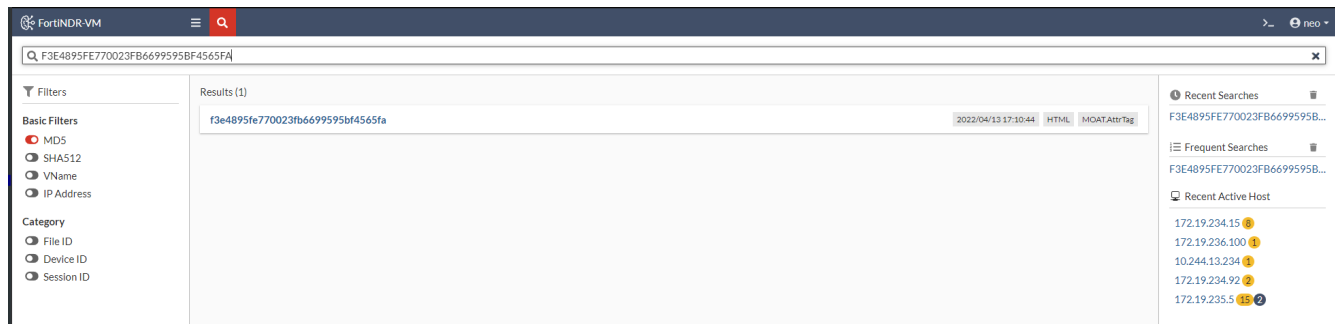 FortiNDR-VM
>_ neo
F3E4895FE770023FB6699595BF4565FA
Filters
Basic Filters
MD5
SHA512
VName
IP Address
Category
File ID
Device ID
Session ID
Results (1)
f3e4895fe770023fb6699595bf4565fa 2022/04/13 17:10:44 HTML MOAT.AttrTag
Recent Searches
F3E4895FE770023FB6699595B...
Frequent Searches
F3E4895FE770023FB6699595B...
Recent Active Host
172.19.234.15 8
172.19.236.100 1
10.244.13.234 1
172.19.234.92 2
172.19.235.5 15 2